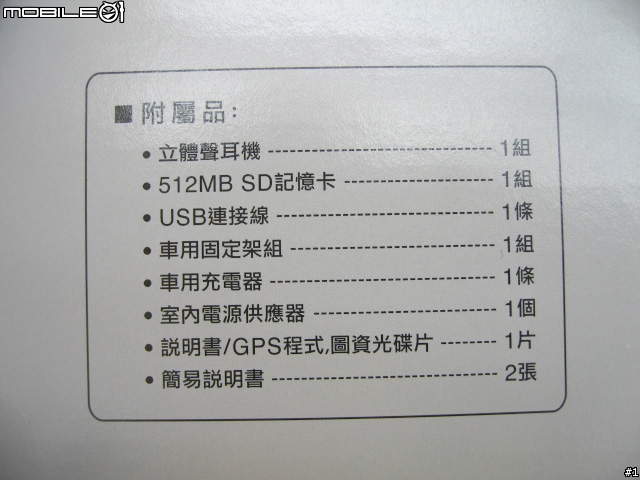 MOBILE01
■附屬品:
•立體聲耳機-----------------------------1組
•512MB SD記憶卡-------------------1組
•USB連接線----------------------------1條
•車用固定架組--------------------------1組
•車用充電器-----------------------------1條
•室內電源供應器------------------------1個
•說明書/GPS程式,圖資光碟片--------1片
•簡易說明書-----------------------------2張
#1